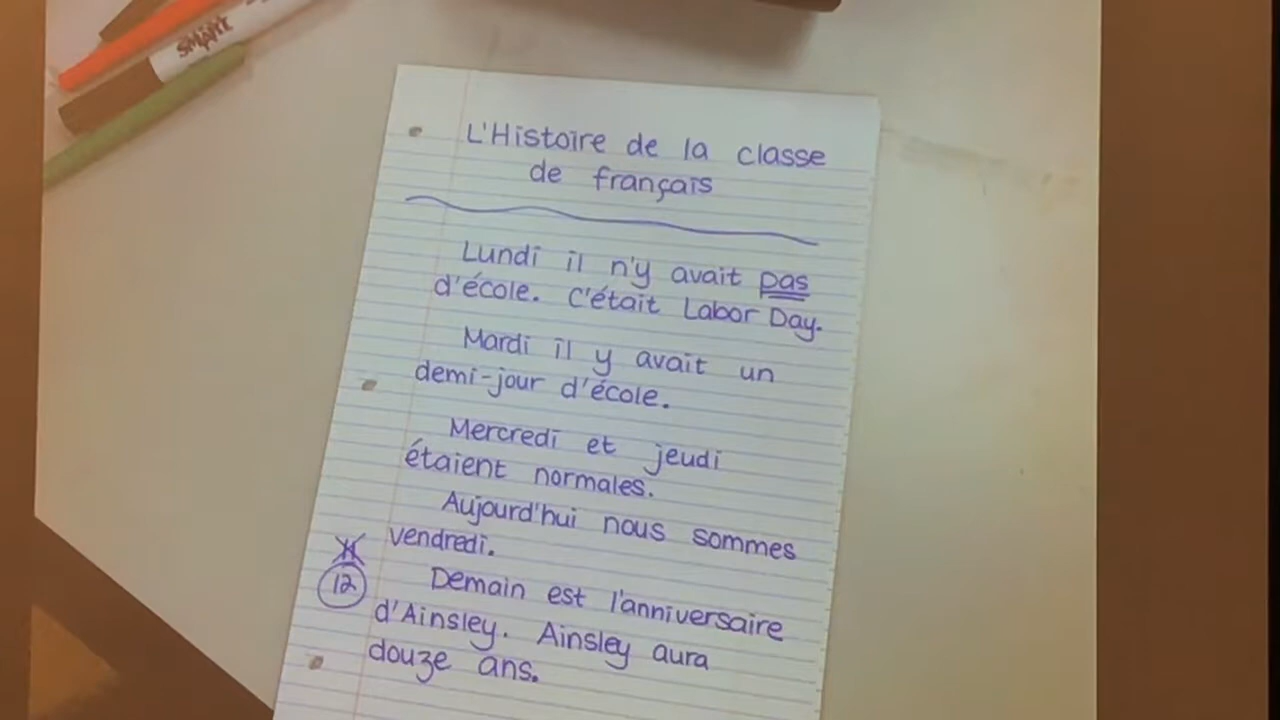 SMART
L'Histoire de la classe
de français
Lundi il n'y avait pas
d'école. C'était Labor Day.
Mardi il y avait un
demi-jour d'école.
Mercredi et jeudi
étaient normales.
Aujourd'hui nous sommes
vendredi.
12
Demain est l'anniversaire
d'Ainsley. Ainsley aura
douze ans.